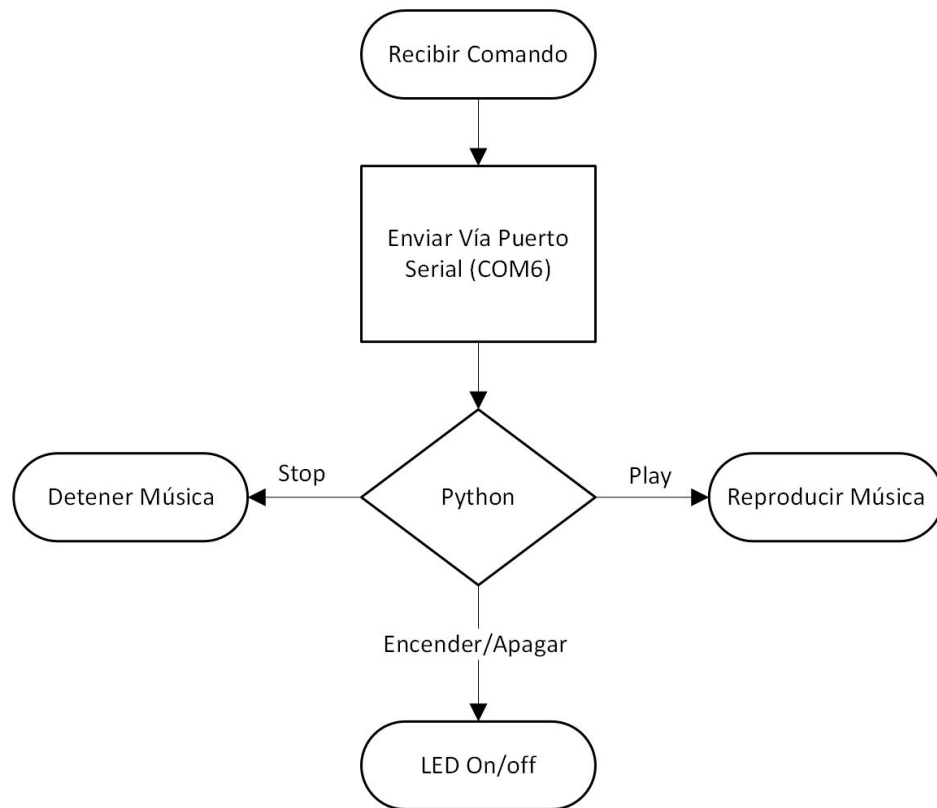 Recibir Comando
Enviar Vía Puerto
Serial (COM6)
Stop
Play
Detener Música
Python
Reproducir Música
Encender/Apagar
LED On/off